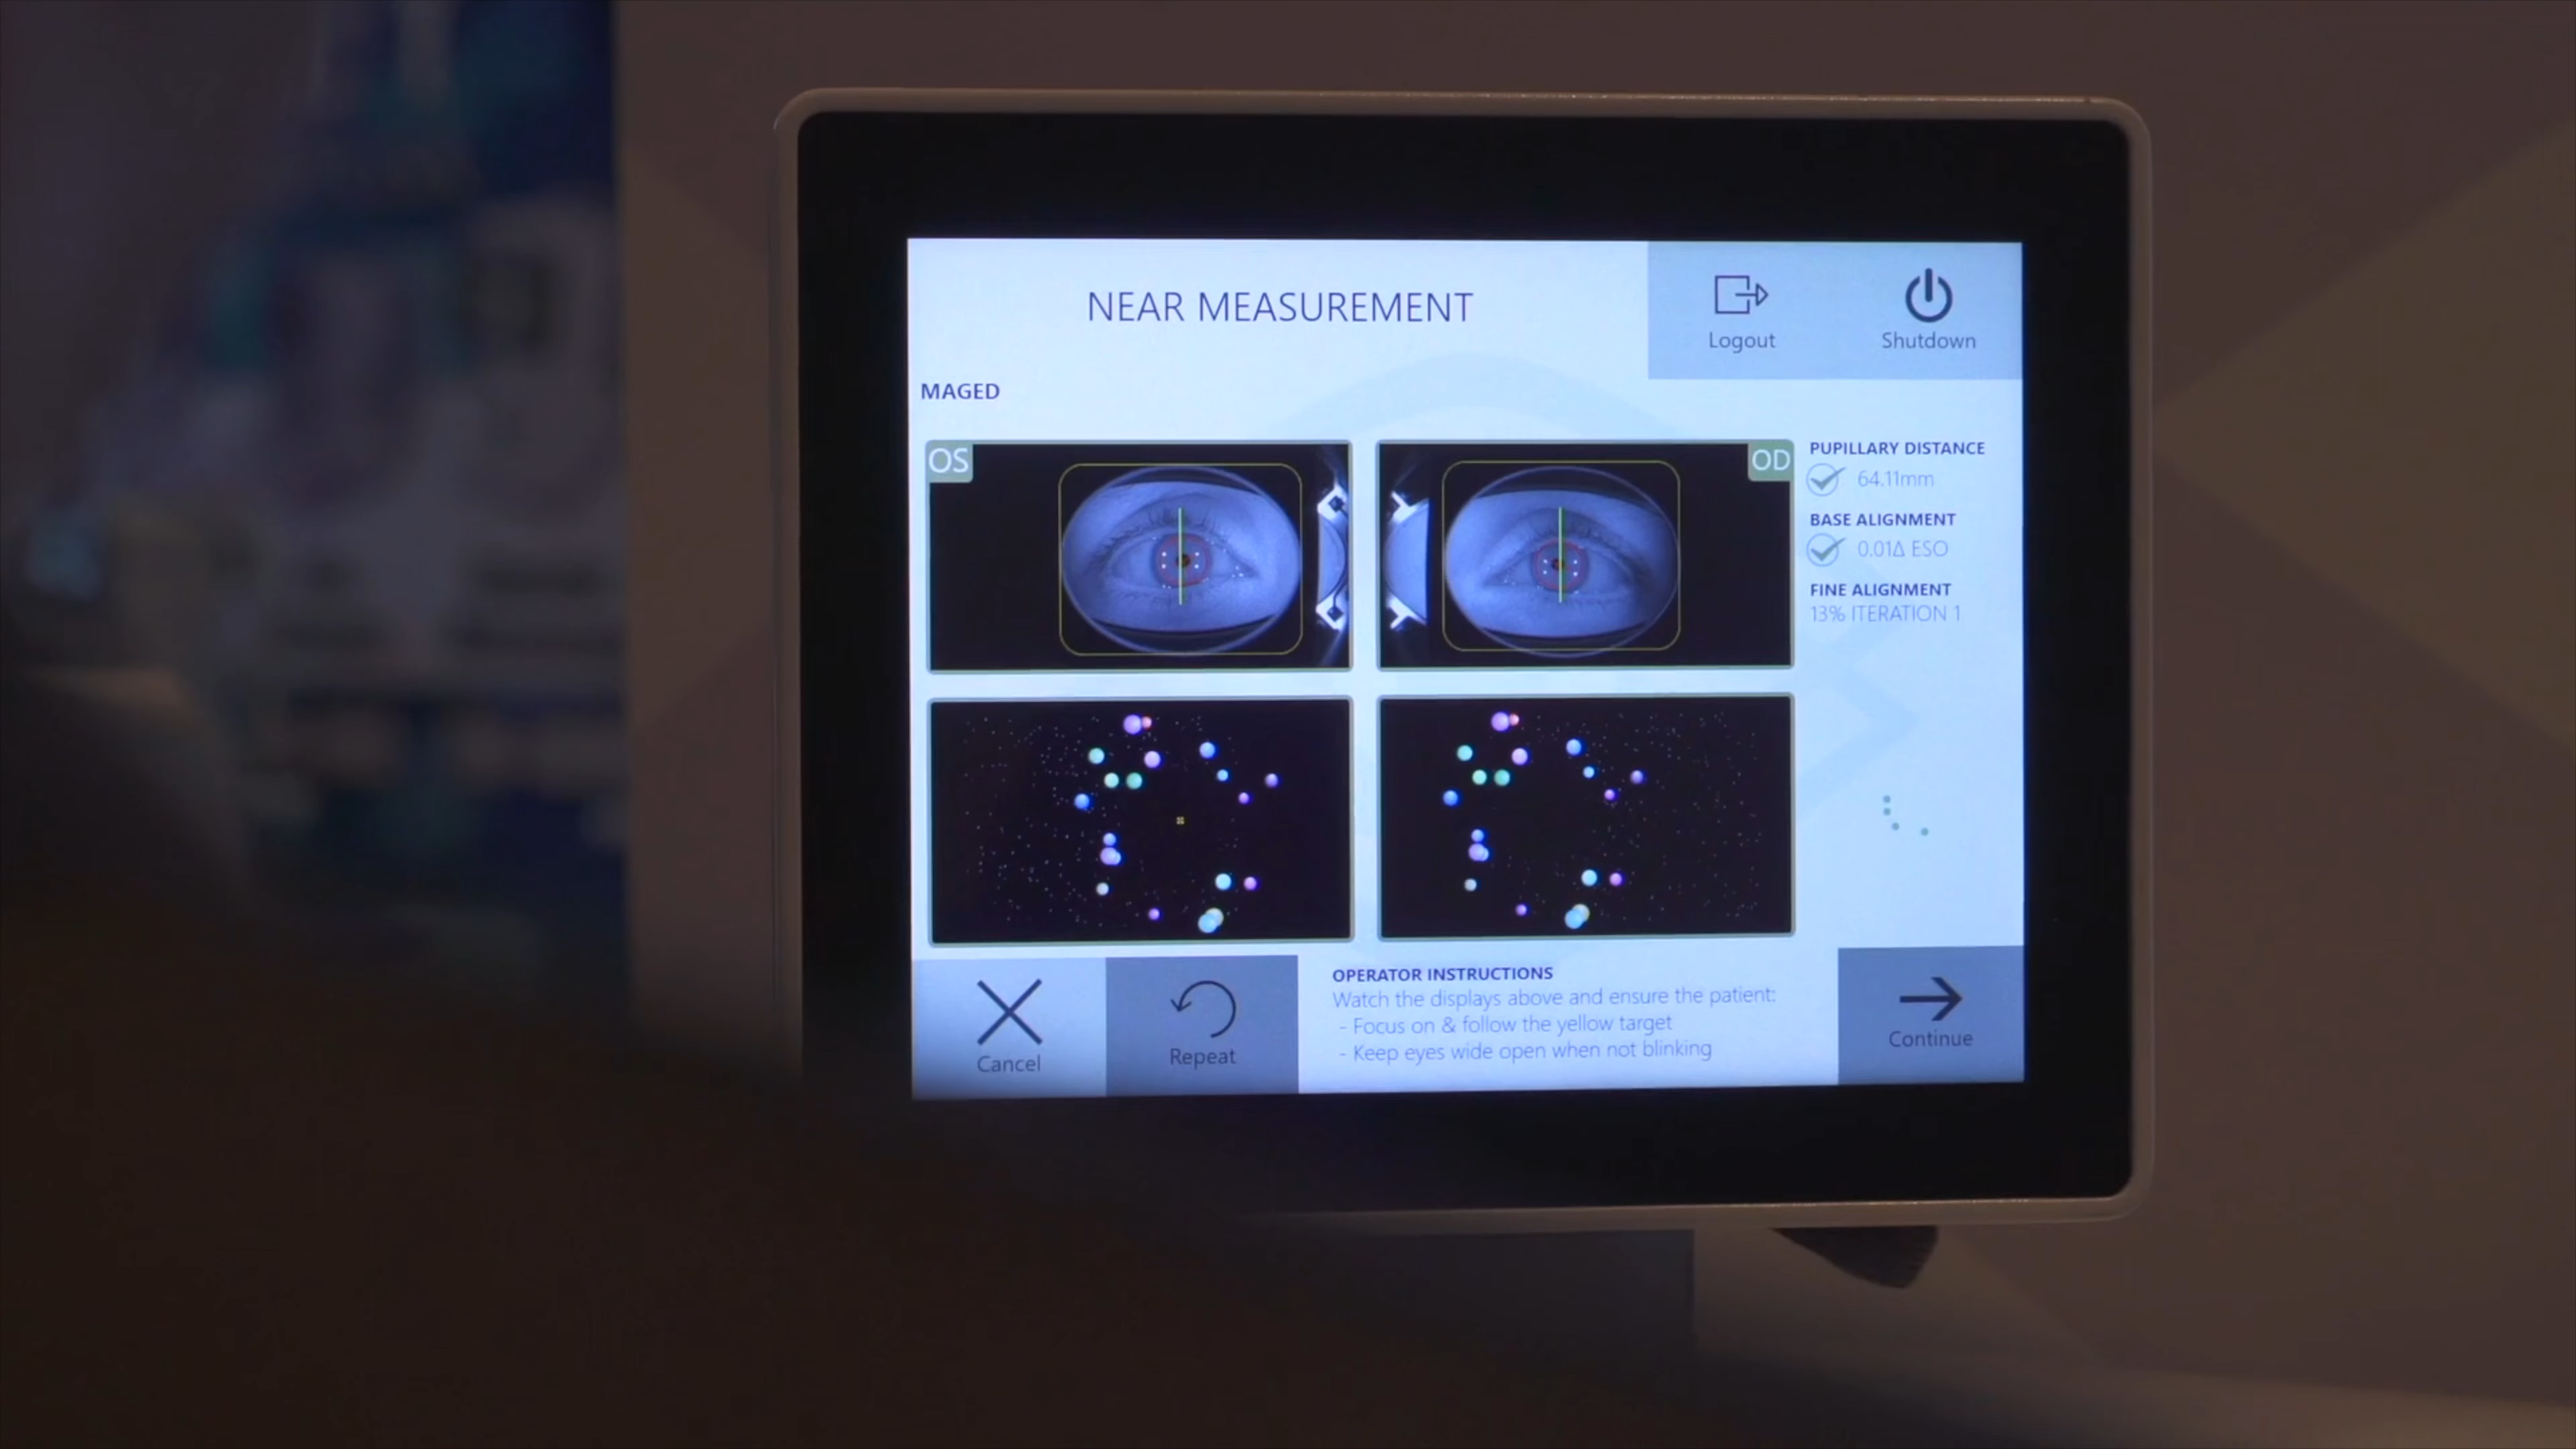 NEAR MEASUREMENT
Logout
Shutdown
MAGED
OS
OD
PUPILLARY DISTANCE
64.11mm
BASE ALIGNMENT
0.01Δ ESO
FINE ALIGNMENT
13% ITERATION 1
Cancel
Repeat
OPERATOR INSTRUCTIONS
Watch the displays above and ensure the patient:
- Focus on & follow the yellow target
- Keep eyes wide open when not blinking
Continue